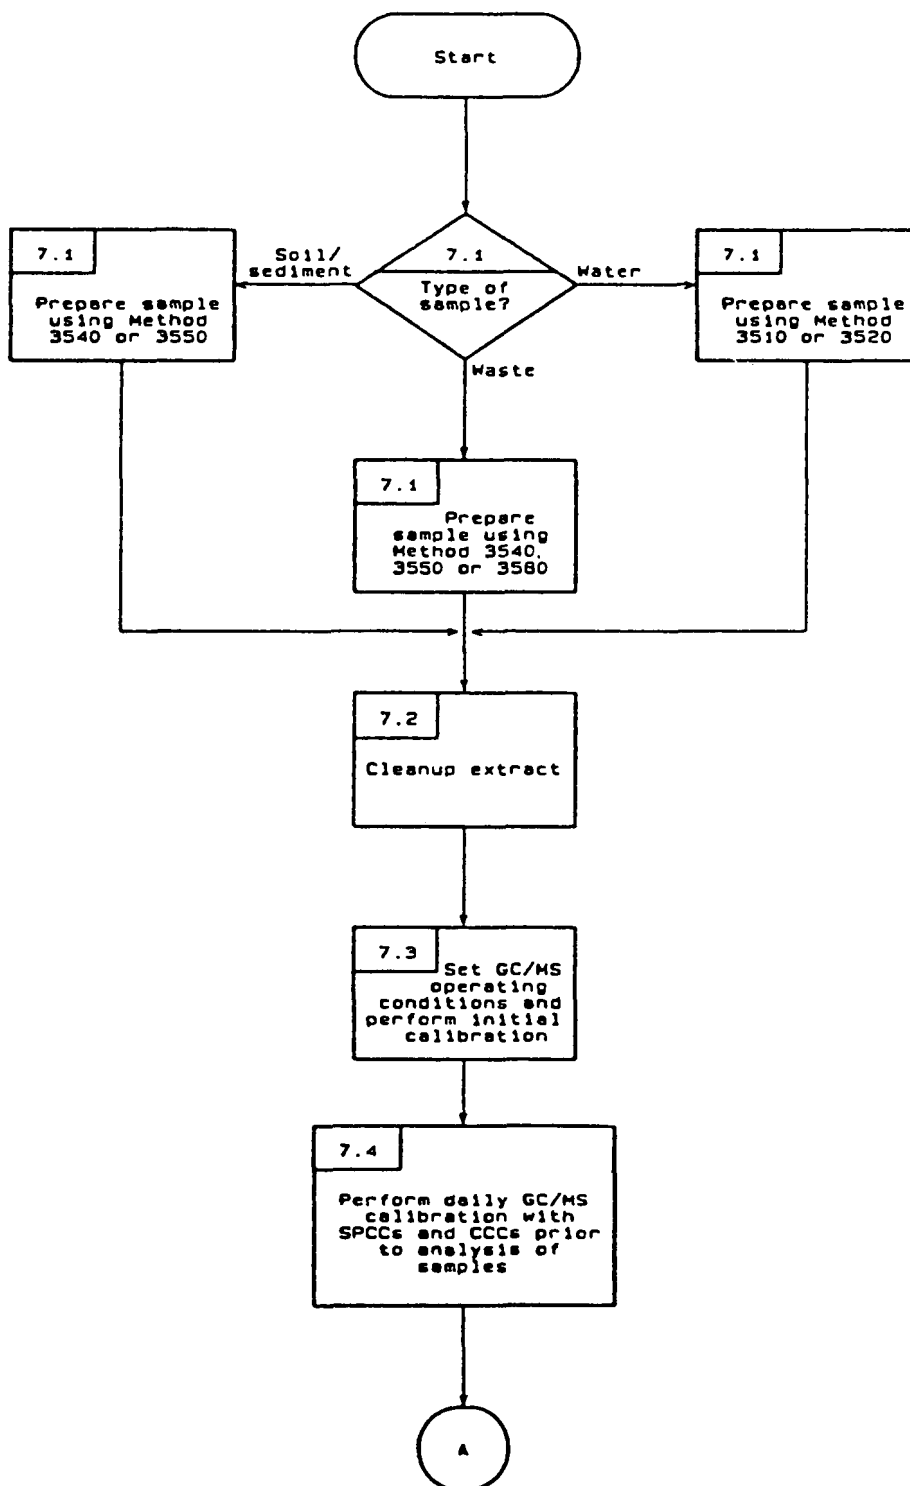 Start
7.1
Type of
sample?
Soil/
sediment
Water
Waste
7.1
Prepare sample
using Method
3540 or 3550
7.1
Prepare sample
using Method
3510 or 3520
7.1
Prepare
sample using
Method 3540,
3550 or 3580
7.2
Cleanup extract
7.3
Set GC/MS
operating
conditions and
perform initial
calibration
7.4
Perform daily GC/MS
calibration with
SPCCs and CCCs prior
to analysis of
samples
A